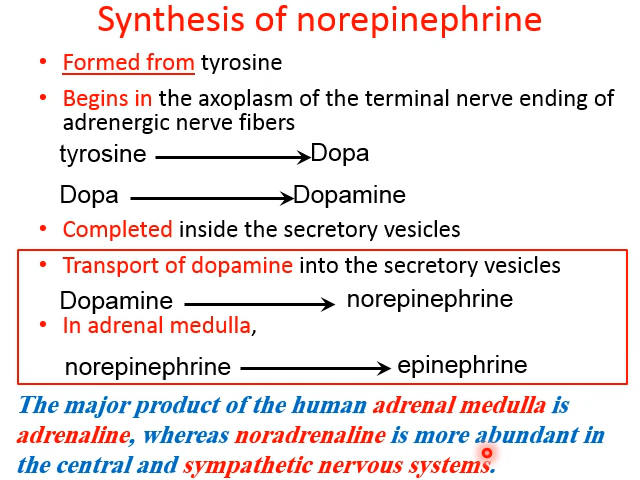 Synthesis of norepinephrine
• Formed from tyrosine
• Begins in the axoplasm of the terminal nerve ending of
adrenergic nerve fibers
tyrosine ⟶ Dopa
Dopa ⟶ Dopamine
• Completed inside the secretory vesicles
• Transport of dopamine into the secretory vesicles
Dopamine ⟶ norepinephrine
• In adrenal medulla,
norepinephrine ⟶ epinephrine
The major product of the human adrenal medulla is
adrenaline, whereas noradrenaline is more abundant in
the central and sympathetic nervous systems.